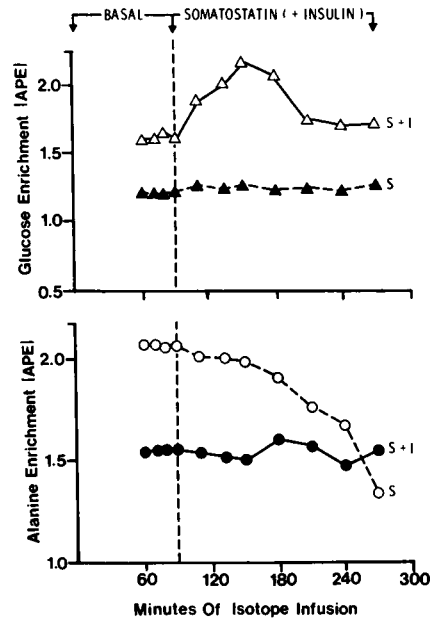 BASAL SOMATOSTATIN ( + INSULIN )
Glucose Enrichment [APE]
2.0
1.5
1.0
0.5
S + I
S
Alanine Enrichment [APE]
2.0
1.5
1.0
S + I
S
60 120 180 240 300
Minutes Of Isotope Infusion